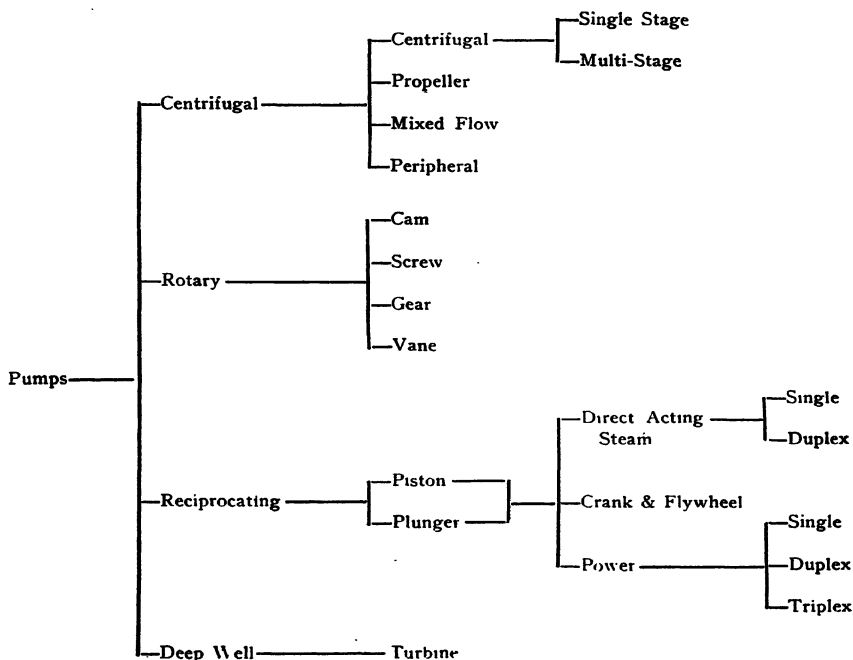 Single Stage
Centrifugal
Multi-Stage
Propeller
Centrifugal
Mixed Flow
Peripheral
Cam
Screw
Rotary
Gear
Vane
Pumps
Single
Direct Acting
Steam
Duplex
Piston
Reciprocating
Crank & Flywheel
Plunger
Single
Power
Duplex
Triplex
Deep Well
Turbine